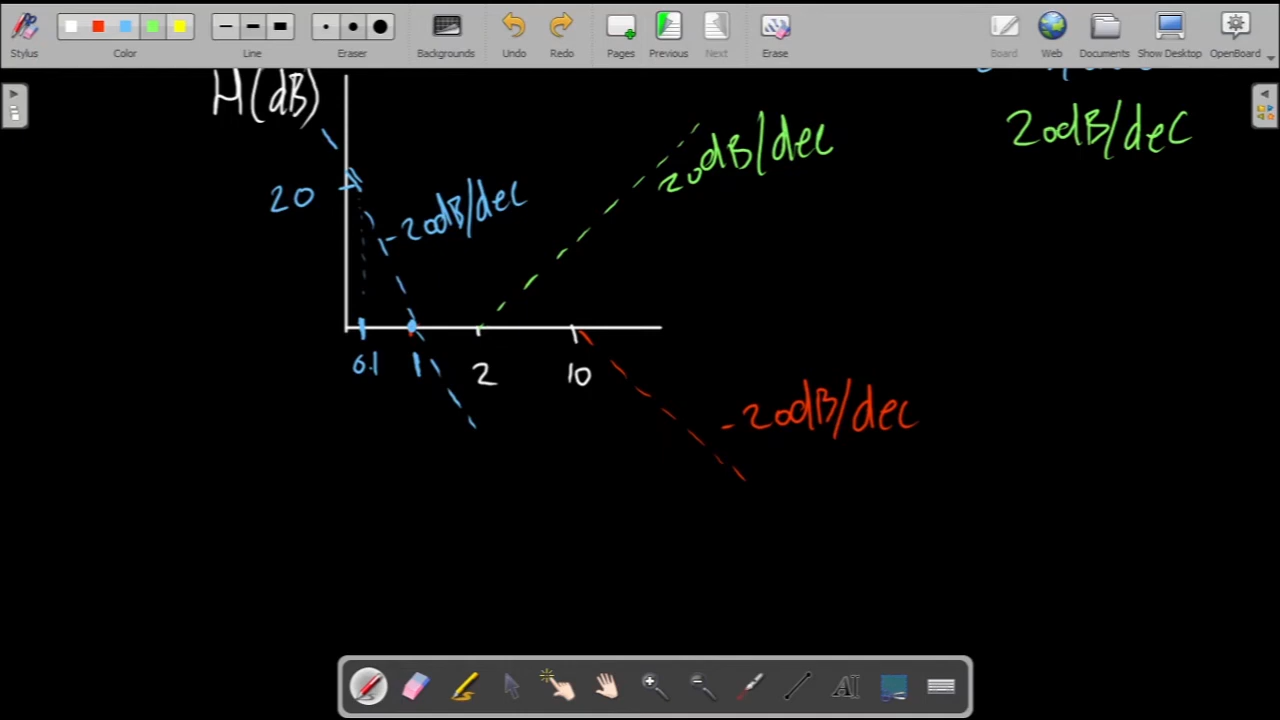 Stylus Color Line Eraser Backgrounds Undo Redo Pages Previous Next Erase Board Web Documents Show Desktop OpenBoard
H(dB)
20dB/dec
20dB/dec
20
-20dB/dec
0.1 1 2 10
-20dB/dec